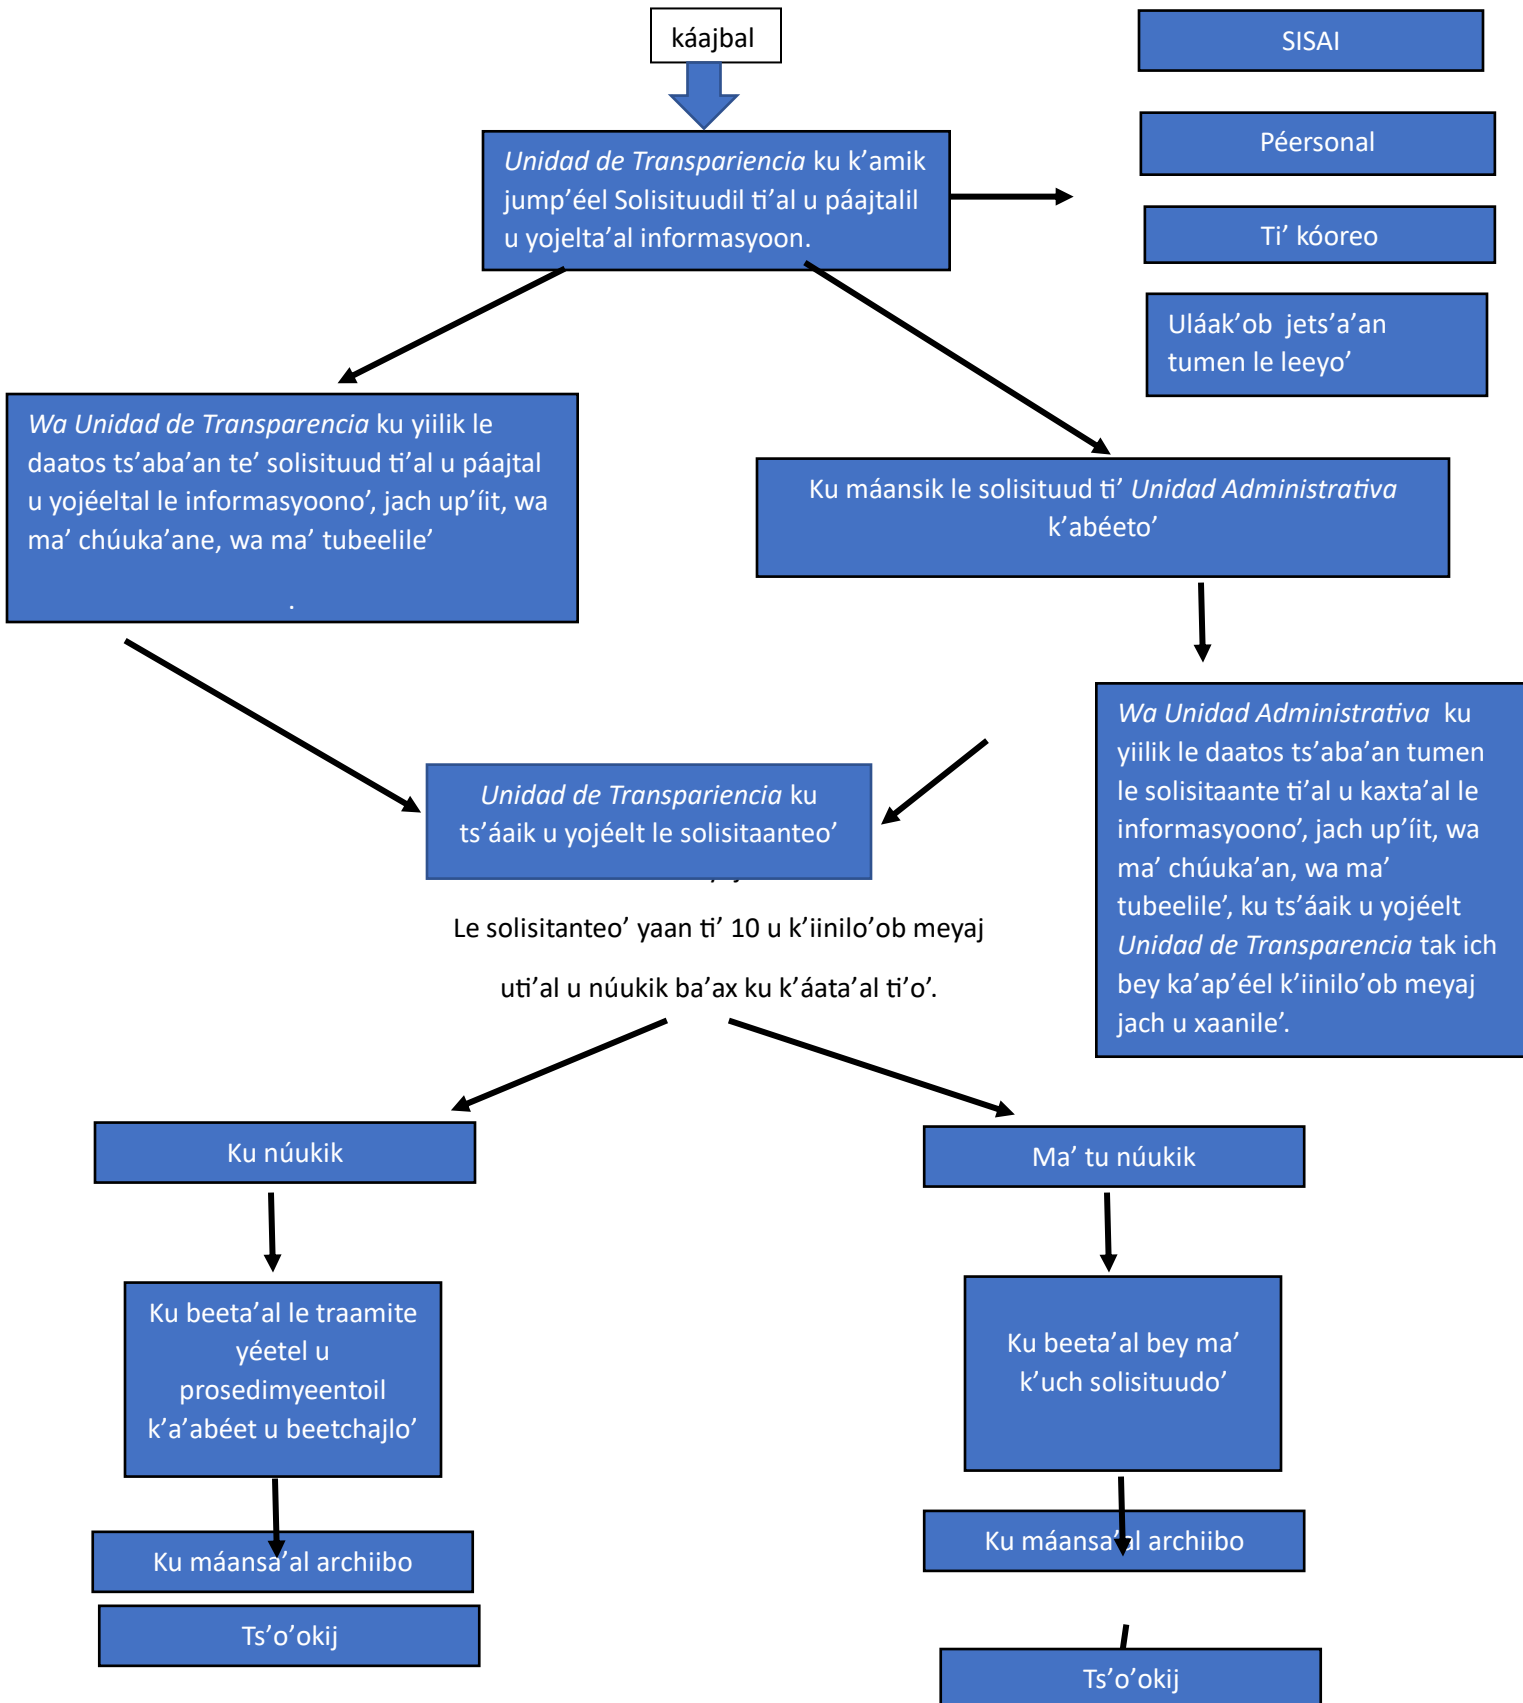 káajbal
SISAI
Péersonal
Ti’ kóoreo
Uláak’ob jets’a’an
tumen le leeyo’
Unidad de Transpariencia ku k’amik
jump’éel Solisituudil ti’al u páajtalil
u yojelta’al informasyoon.
Wa Unidad de Transparencia ku yiilik le
daatos ts’aba’an te’ solisituud ti’al u páajtal
u yojéeltal le informasyoono’, jach up’íit, wa
ma’ chúuka’ane, wa ma’ tubeelile’
.
Ku máansik le solisituud ti’ Unidad Administrativa
k’abéeto’
Wa Unidad Administrativa ku
yiilik le daatos ts’aba’an tumen
le solisitaante ti’al u kaxta’al le
informasyoono’, jach up’íit, wa
ma’ chúuka’an, wa ma’
tubeelile’, ku ts’áaik u yojéelt
Unidad de Transparencia tak ich
bey ka’ap’éel k’iinilo’ob meyaj
jach u xaanile’.
Unidad de Transpariencia ku
ts’áaik u yojéelt le solisitaanteo’
Le solisitanteo’ yaan ti’ 10 u k’iinilo’ob meyaj
uti’al u núukik ba’ax ku k’áata’al ti’o’.
Ku núukik
Ma’ tu núukik
Ku beeta’al le traamite
yéetel u
prosedimyeentoil
k’a’abéet u beetchajlo’
Ku beeta’al bey ma’
k’uch solisituudo’
Ku máansa’al archiibo
Ku máansa’al archiibo
Ts’o’okij
Ts’o’okij